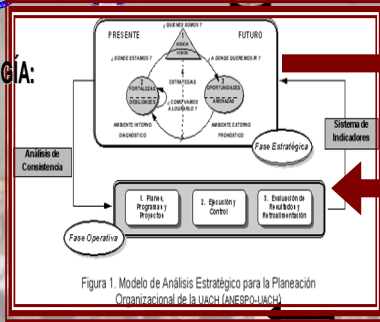 ¿QUIENES SOMOS?
PRESENTE
FUTURO
1
MISION
VISION
¿DONDE ESTAMOS?
¿A DONDE QUEREMOS IR?
2
FORTALEZAS
DEBILIDADES
ESTRATEGIAS
3
OPORTUNIDADES
AMENAZAS
¿COMO VAMOS
A LOGRARLO?
AMBIENTE INTERNO
DIAGNOSTICO
AMBIENTE EXTERNO
PRONOSTICO
GÍA:
Fase Estratégica
Sistema de
Indicadores
Análisis de
Consistencia
1. Planes,
Programas y
Proyectos
2. Ejecución y
Control
3. Evaluación de
Resultados y
Retroalimentación
Fase Operativa
Figura 1. Modelo de Análisis Estratégico para la Planeación
Organizacional de la UACH (ANESPO-UACH)